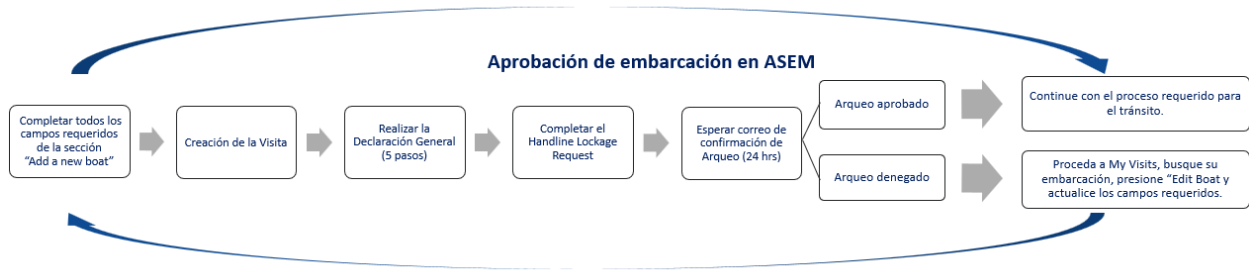 Aprobación de embarcación en ASEM
Completar todos los
campos requeridos
de la sección
"Add a new boat"
Creación de la Visita
Realizar la
Declaración General
(5 pasos)
Completar el
Handline Lockage
Request
Esperar correo de
confirmación de
Arqueo (24 hrs)
Arqueo aprobado
Continue con el proceso requerido para
el tránsito.
Arqueo denegado
Proceda a My Visits, busque su
embarcación, presione "Edit Boat y
actualice los campos requeridos.